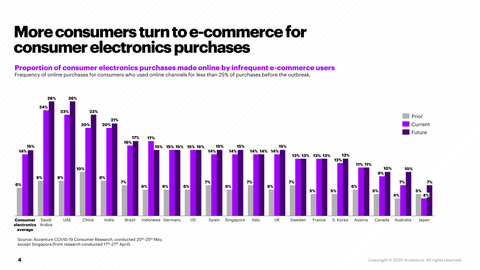 More consumers turn to e-commerce for
consumer electronics purchases
Proportion of consumer electronics purchases made online by infrequent e-commerce users
Frequency of online purchases for consumers who used online channels for less than 25% of purchases before the outbreak.
Prior
Current
Future
6% 14% 15%
8% 24% 26%
8% 23% 26%
10% 20% 23%
8% 20% 21%
7% 16% 17%
6% 17% 15%
6% 15% 15%
6% 15% 15%
7% 14% 15%
6% 14% 15%
7% 14% 14%
6% 14% 15%
7% 13% 13%
5% 13% 13%
5% 12% 13%
6% 11% 11%
5% 9% 10%
4% 7% 10%
5% 4% 7%
Consumer electronics average
Saudi Arabia
UAE
China
India
Brazil
Indonesia
Germany
US
Spain
Singapore
Italy
UK
Sweden
France
S. Korea
Austria
Canada
Australia
Japan
Source: Accenture COVID-19 Consumer Research, conducted 20th-25th May,
except Singapore (from research conducted 17th-27th April).
4
Copyright © 2020 Accenture. All rights reserved.